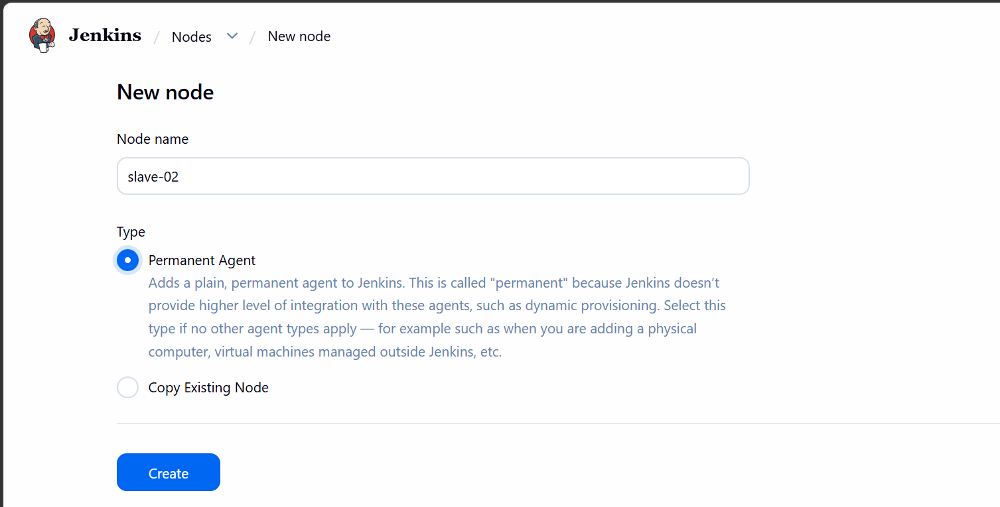 Jenkins / Nodes / New node
New node
Node name
slave-02
Type
Permanent Agent
Adds a plain, permanent agent to Jenkins. This is called "permanent" because Jenkins doesn’t
provide higher level of integration with these agents, such as dynamic provisioning. Select this
type if no other agent types apply — for example such as when you are adding a physical
computer, virtual machines managed outside Jenkins, etc.
Copy Existing Node
Create